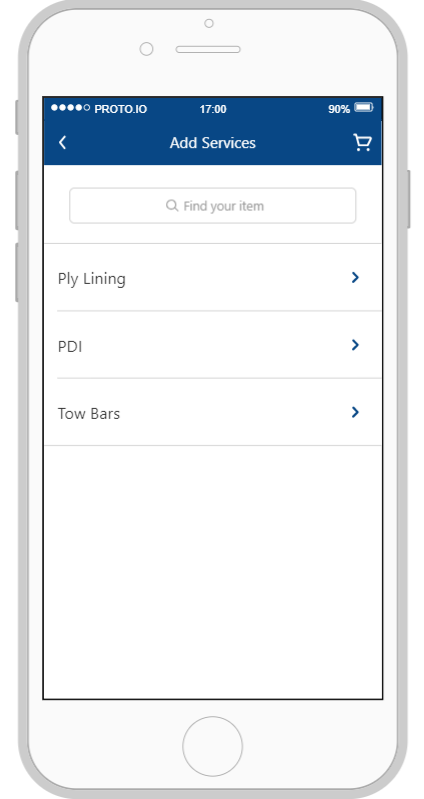 PROTO.IO 17:00 90%
Add Services
Find your item
Ply Lining
PDI
Tow Bars